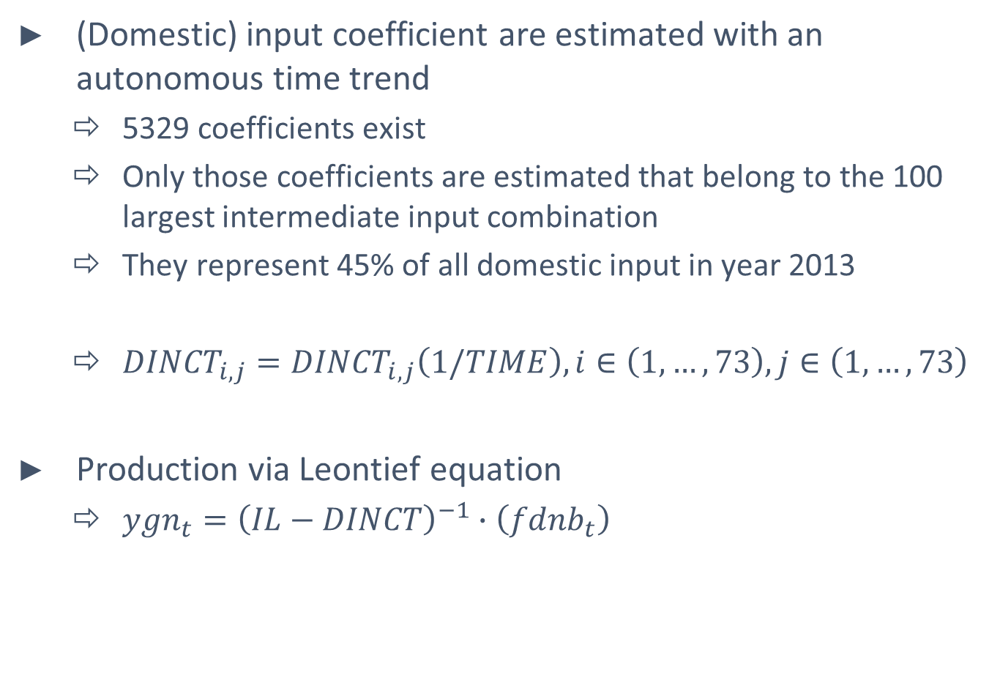 ► (Domestic) input coefficient are estimated with an
autonomous time trend
⇨ 5329 coefficients exist
⇨ Only those coefficients are estimated that belong to the 100
largest intermediate input combination
⇨ They represent 45% of all domestic input in year 2013
⇨ $DINCT_{i,j} = DINCT_{i,j}(1/TIME), i \in (1, \ldots, 73), j \in (1, \ldots, 73)$
► Production via Leontief equation
⇨ $ygn_t = (IL - DINCT)^{-1} \cdot (fdnb_t)$